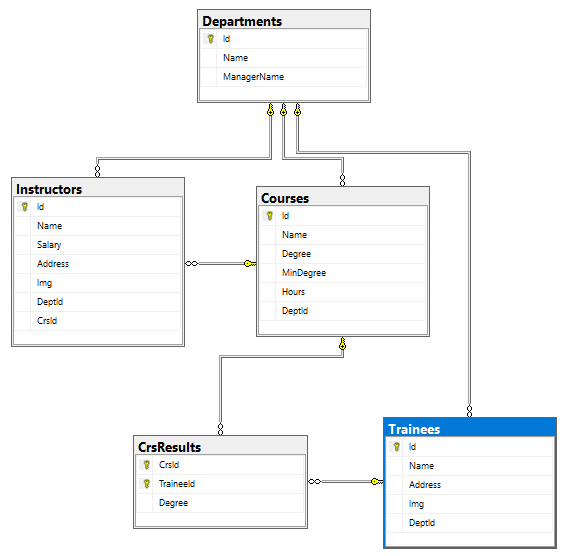 Departments
Id
Name
ManagerName
Instructors
Id
Name
Salary
Address
Img
DeptId
CrsId
Courses
Id
Name
Degree
MinDegree
Hours
DeptId
CrsResults
CrsId
TraineeId
Degree
Trainees
Id
Name
Address
Img
DeptId